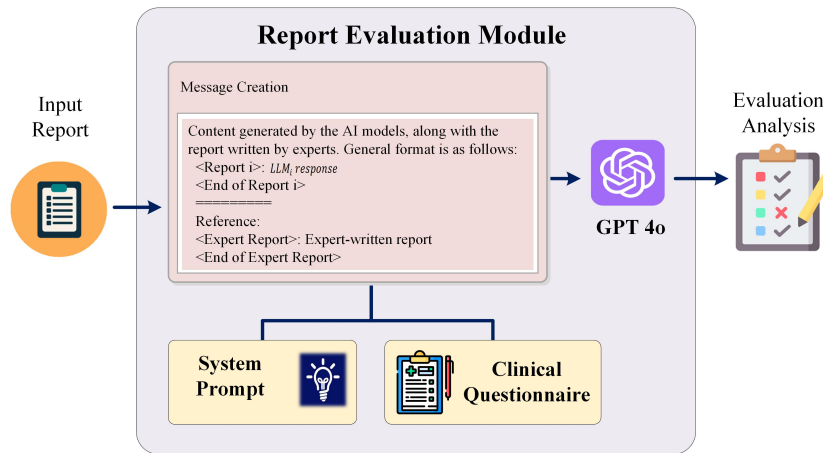 Report Evaluation Module
Input
Report
Message Creation
Content generated by the AI models, along with the
report written by experts. General format is as follows:
<Report i>: LLMᵢ response
<End of Report i>
=========
Reference:
<Expert Report>: Expert-written report
<End of Expert Report>
GPT 4o
Evaluation
Analysis
System
Prompt
Clinical
Questionnaire